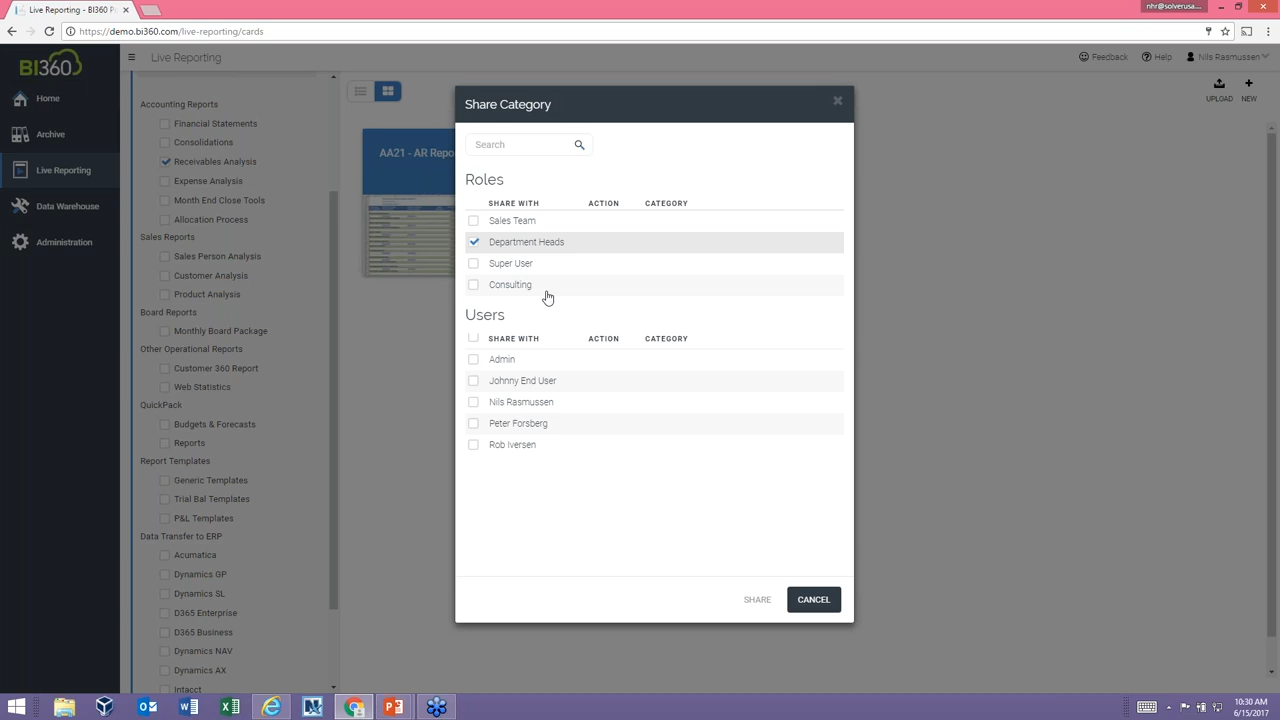 Live Reporting - BI360 P
nhr@solverusa...
https://demo.bi360.com/live-reporting/cards
BI360
Live Reporting
Feedback
Help
Nils Rasmussen
Home
Archive
Live Reporting
Data Warehouse
Administration
Accounting Reports
Financial Statements
Consolidations
Receivables Analysis
Expense Analysis
Month End Close Tools
Allocation Process
Sales Reports
Sales Person Analysis
Customer Analysis
Product Analysis
Board Reports
Monthly Board Package
Other Operational Reports
Customer 360 Report
Web Statistics
QuickPack
Budgets & Forecasts
Reports
Report Templates
Generic Templates
Trial Bal Templates
P&L Templates
Data Transfer to ERP
Acumatica
Dynamics GP
Dynamics SL
D365 Enterprise
D365 Business
Dynamics NAV
Dynamics AX
Intacct
UPLOAD
NEW
AA21 - AR Repo
Share Category
Search
Roles
SHARE WITH ACTION CATEGORY
Sales Team
Department Heads
Super User
Consulting
Users
SHARE WITH ACTION CATEGORY
Admin
Johnny End User
Nils Rasmussen
Peter Forsberg
Rob Iversen
SHARE
CANCEL
10:30 AM
6/15/2017